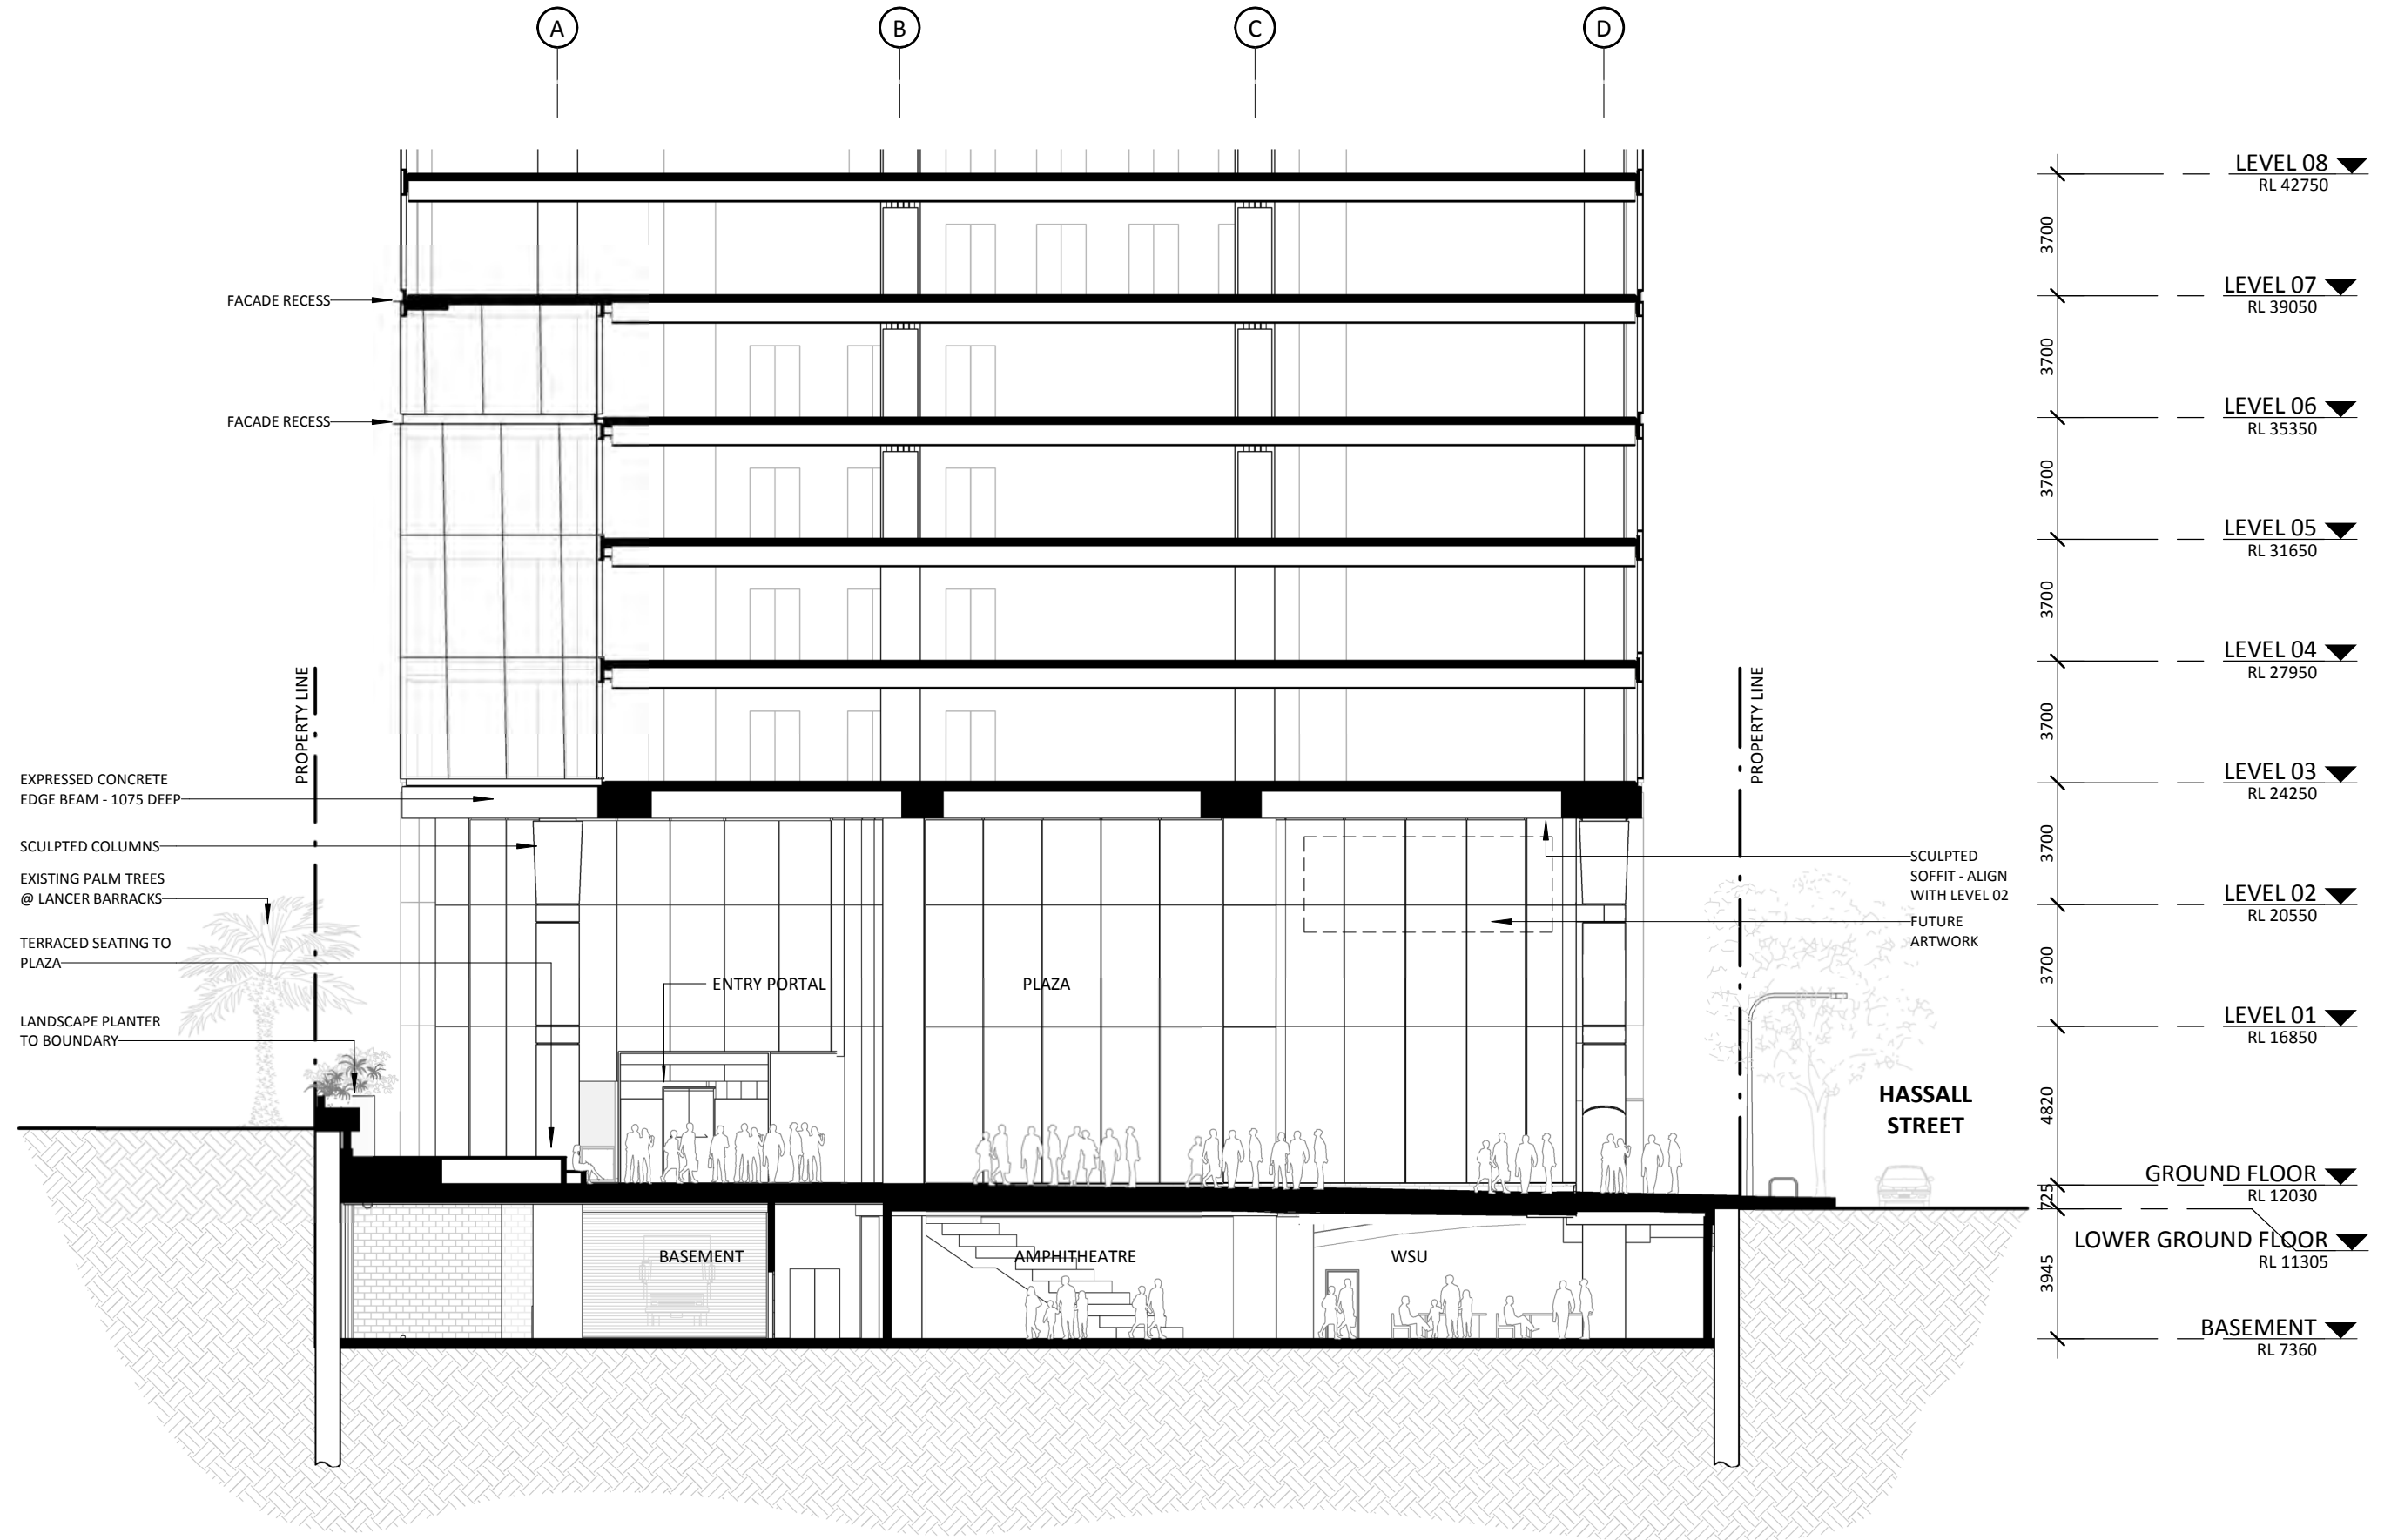 A
B
C
D
LEVEL 08
RL 42750
3700
LEVEL 07
RL 39050
FACADE RECESS
3700
LEVEL 06
RL 35350
FACADE RECESS
3700
LEVEL 05
RL 31650
3700
LEVEL 04
RL 27950
PROPERTY LINE
PROPERTY LINE
3700
LEVEL 03
RL 24250
EXPRESSED CONCRETE
EDGE BEAM - 1075 DEEP
SCULPTED COLUMNS
EXISTING PALM TREES
@ LANCER BARRACKS
TERRACED SEATING TO
PLAZA
LANDSCAPE PLANTER
TO BOUNDARY
ENTRY PORTAL
PLAZA
SCULPTED
SOFFIT - ALIGN
WITH LEVEL 02
FUTURE
ARTWORK
3700
LEVEL 02
RL 20550
3700
LEVEL 01
RL 16850
HASSALL
STREET
4820
GROUND FLOOR
RL 12030
725
LOWER GROUND FLOOR
RL 11305
3945
BASEMENT
AMPHITHEATRE
WSU
BASEMENT
RL 7360